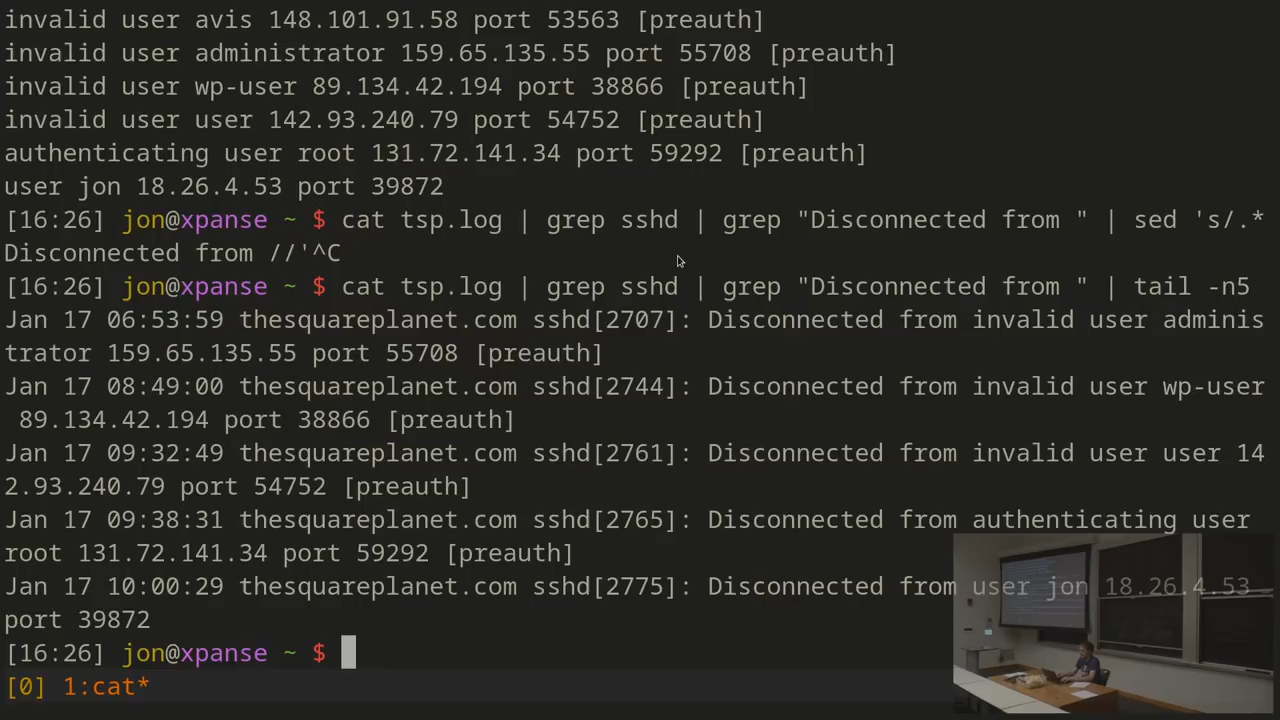 invalid user avis 148.101.91.58 port 53563 [preauth]
invalid user administrator 159.65.135.55 port 55708 [preauth]
invalid user wp-user 89.134.42.194 port 38866 [preauth]
invalid user user 142.93.240.79 port 54752 [preauth]
authenticating user root 131.72.141.34 port 59292 [preauth]
user jon 18.26.4.53 port 39872
[16:26] jon@xpanse ~ $ cat tsp.log | grep sshd | grep "Disconnected from " | sed 's/.*
Disconnected from //'^C
[16:26] jon@xpanse ~ $ cat tsp.log | grep sshd | grep "Disconnected from " | tail -n5
Jan 17 06:53:59 thesquareplanet.com sshd[2707]: Disconnected from invalid user adminis
trator 159.65.135.55 port 55708 [preauth]
Jan 17 08:49:00 thesquareplanet.com sshd[2744]: Disconnected from invalid user wp-user
 89.134.42.194 port 38866 [preauth]
Jan 17 09:32:49 thesquareplanet.com sshd[2761]: Disconnected from invalid user user 14
2.93.240.79 port 54752 [preauth]
Jan 17 09:38:31 thesquareplanet.com sshd[2765]: Disconnected from authenticating user
root 131.72.141.34 port 59292 [preauth]
Jan 17 10:00:29 thesquareplanet.com sshd[2775]: Disconnected from user jon 18.26.4.53
port 39872
[16:26] jon@xpanse ~ $
[0] 1:cat*